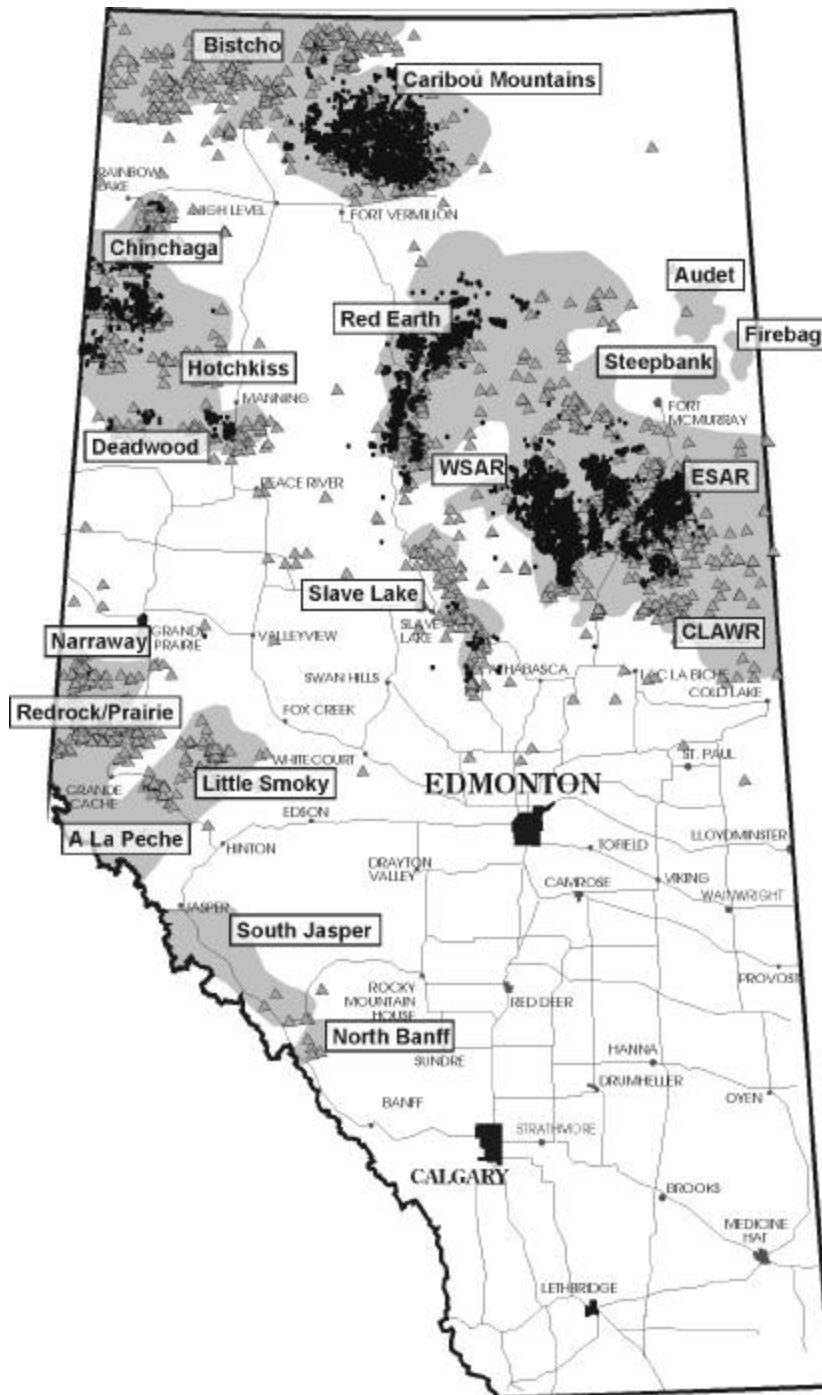 Bistcho
Caribou Mountains
RAINBOW
LAKE
HIGH LEVEL
FORT VERMILION
Chinchaga
Audet
Red Earth
Firebag
Steepbank
Hotchkiss
MANNING
FORT
MCMURRAY
Deadwood
WSAR
ESAR
PEACE RIVER
Slave Lake
SLAVE
LAKE
CLAWR
Narraway
GRANDE
PRAIRIE
VALLEYVIEW
SWAN HILLS
ATHABASCA
LAC LA BICHE
COLD LAKE
Redrock/Prairie
FOX CREEK
WHITECOURT
ST. PAUL
Little Smoky
EDMONTON
GRANDE
CACHE
EDSON
A La Peche
HINTON
DRAYTON
VALLEY
TOFIELD
LLOYDMINSTER
CAMROSE
VIKING
WAINWRIGHT
JASPER
South Jasper
PROVOST
ROCKY
MOUNTAIN
HOUSE
RED DEER
North Banff
SUNDRE
HANNA
DRUMHELLER
OYEN
BANFF
STRATHMORE
CALGARY
BROOKS
MEDICINE
HAT
LETHBRIDGE